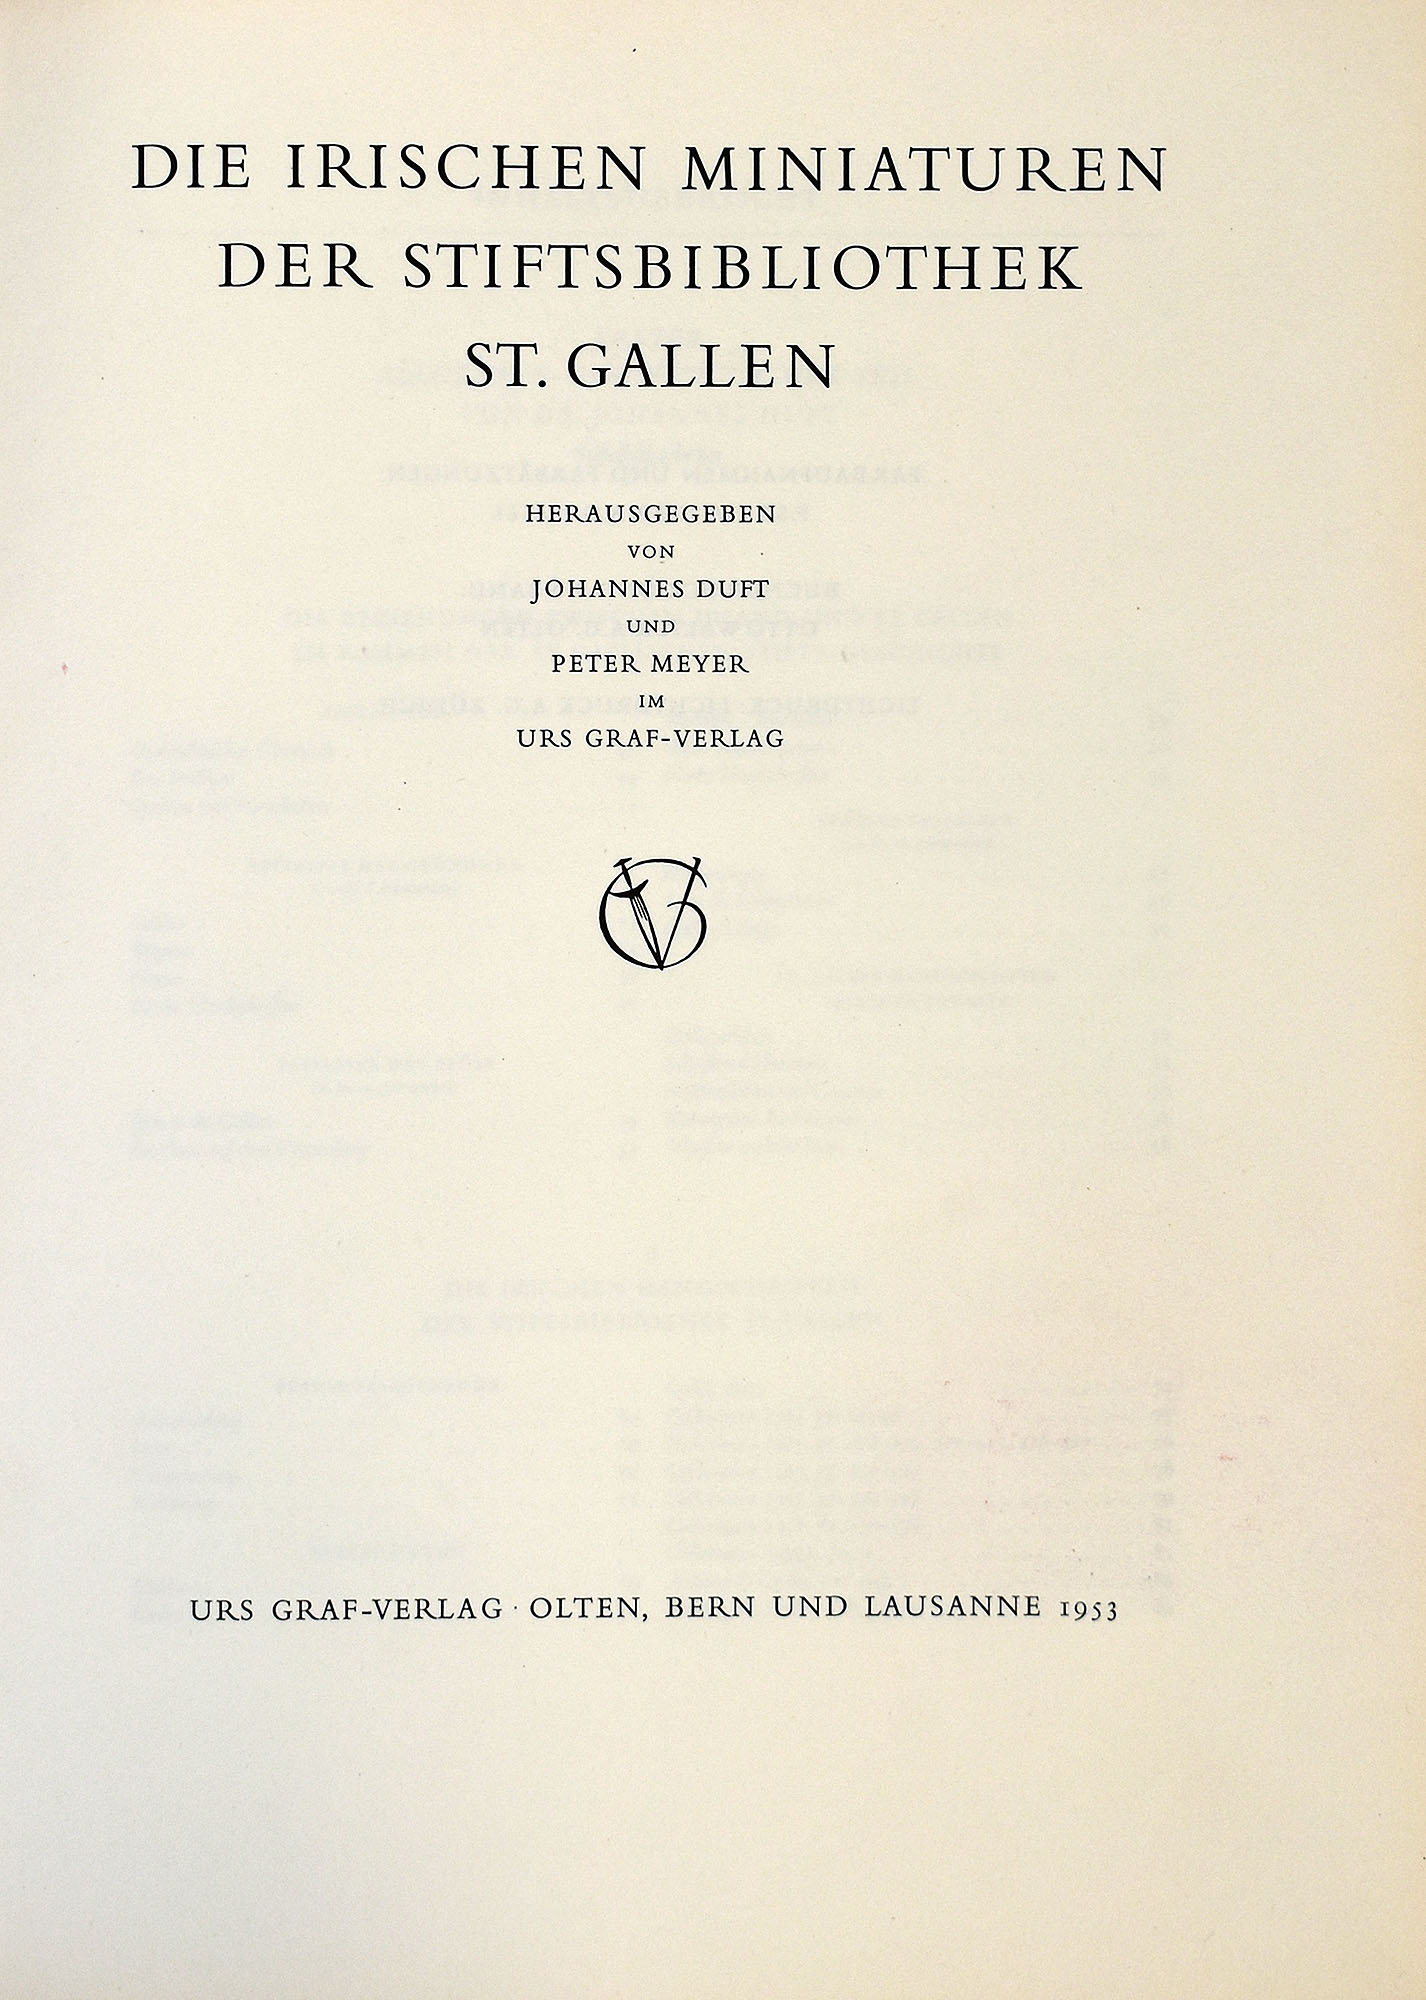 DIE IRISCHEN MINIATUREN
DER STIFTSBIBLIOTHEK
ST. GALLEN
HERAUSGEGEBEN
VON
JOHANNES DUFT
UND
PETER MEYER
IM
URS GRAF-VERLAG
URS GRAF-VERLAG · OLTEN, BERN UND LAUSANNE 1953